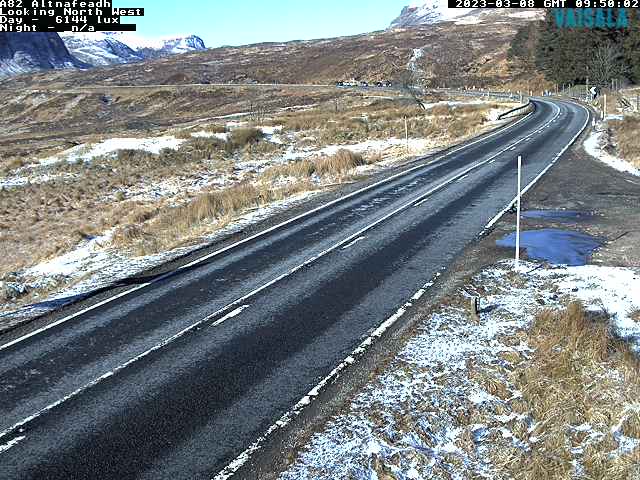 A82 Altnafeadh
2023-03-08 GMT 09:50:02
Looking North West
VAISALA
Day - 6144 lux
Night - n/a